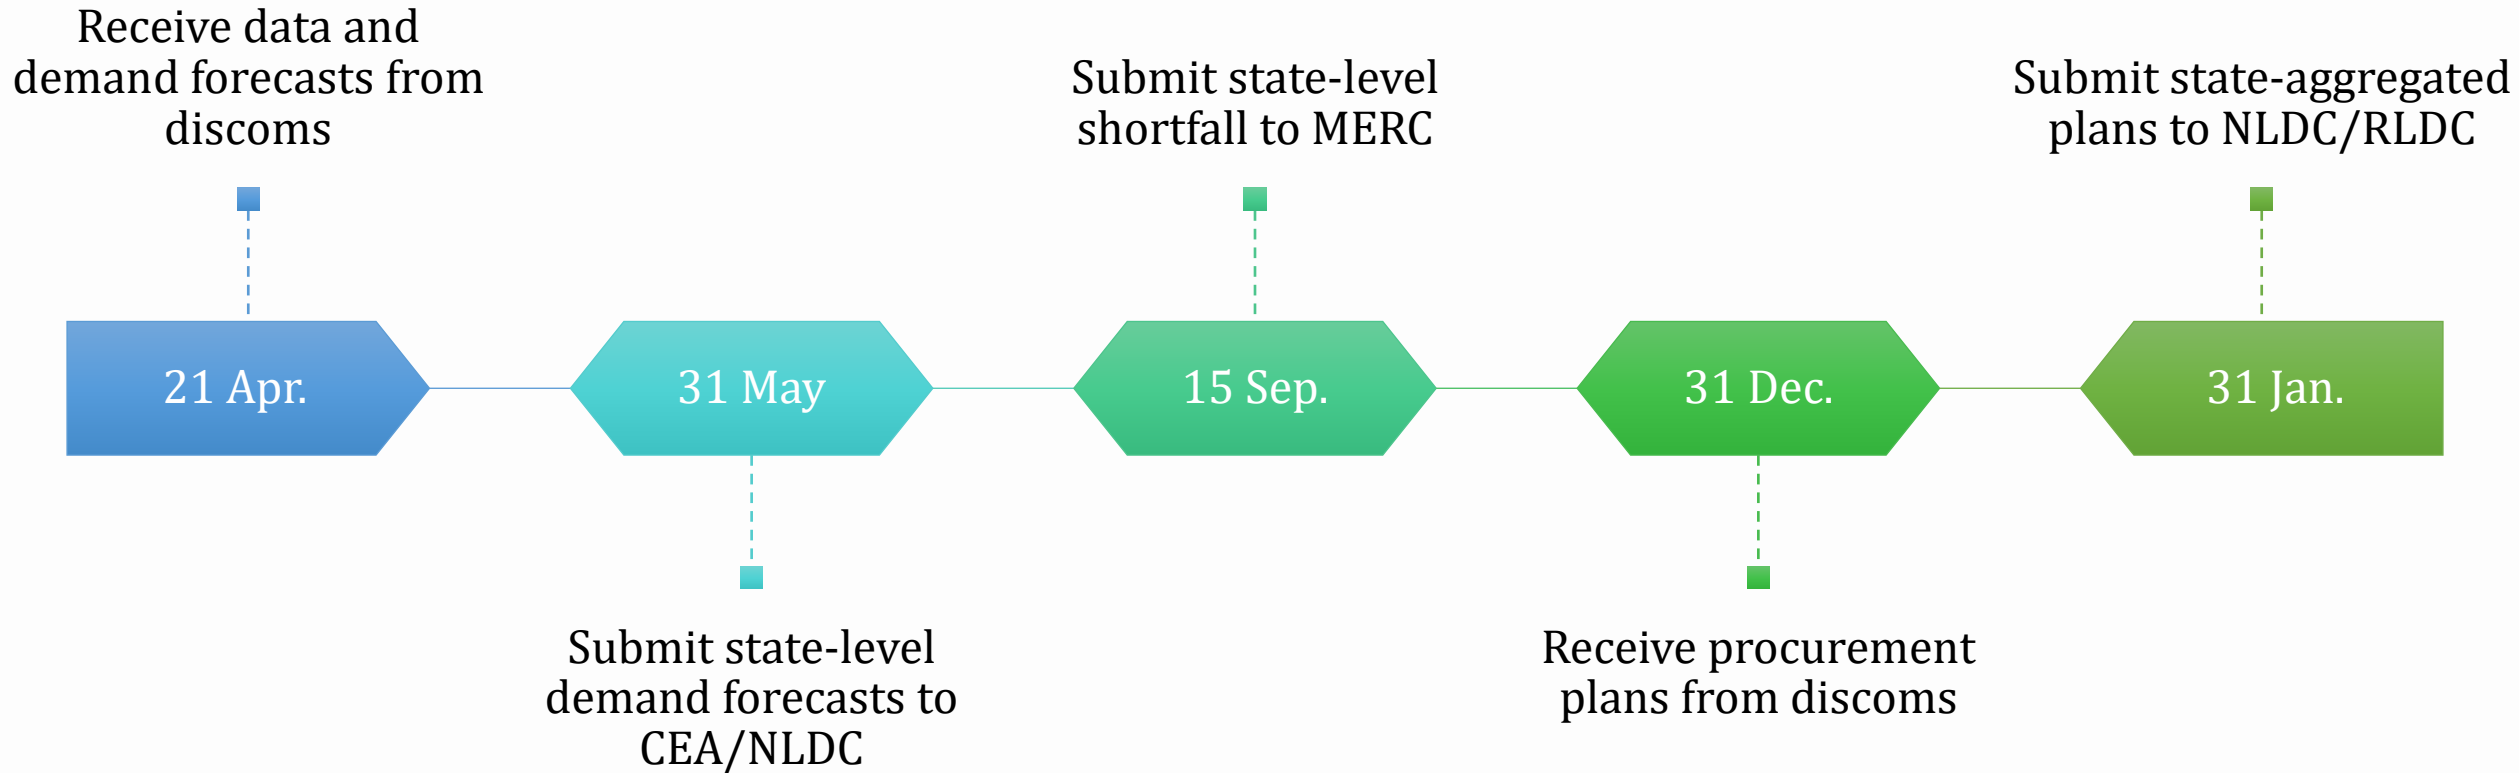 Receive data and
demand forecasts from
discoms
Submit state-level
shortfall to MERC
Submit state-aggregated
plans to NLDC/RLDC
21 Apr.
31 May
15 Sep.
31 Dec.
31 Jan.
Submit state-level
demand forecasts to
CEA/NLDC
Receive procurement
plans from discoms